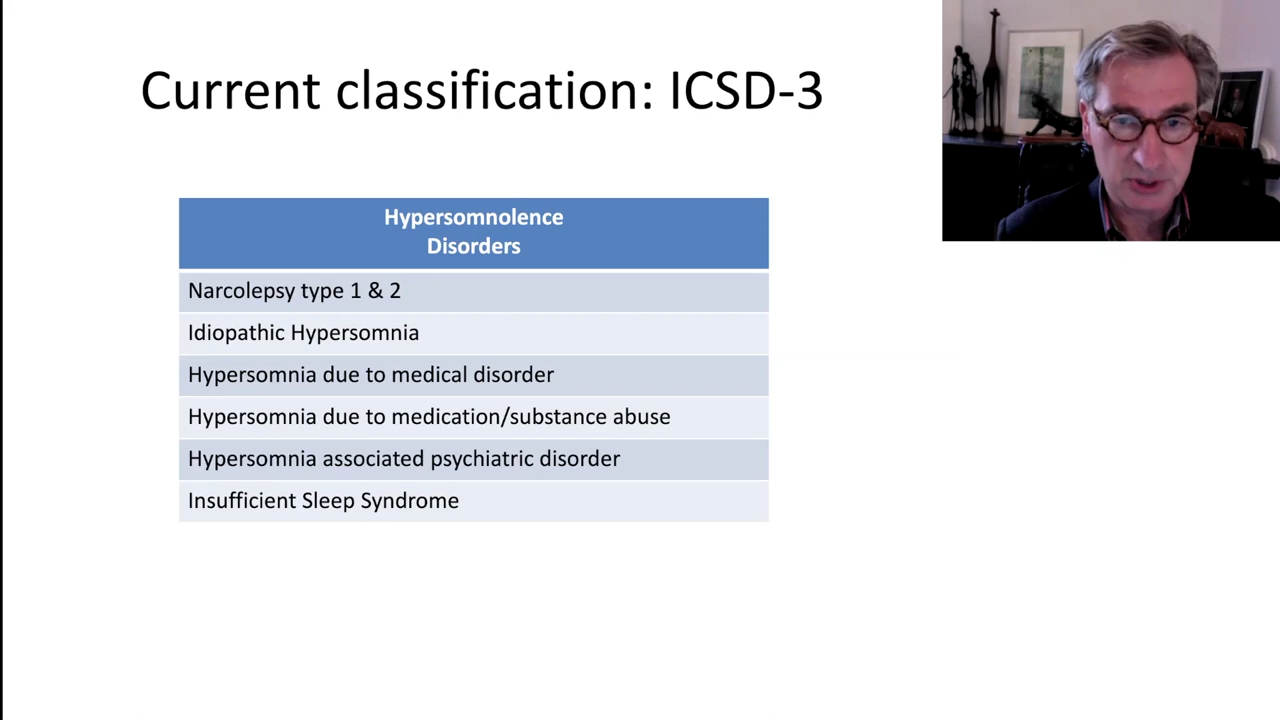 Current classification: ICSD-3
Hypersomnolence
Disorders
Narcolepsy type 1 & 2
Idiopathic Hypersomnia
Hypersomnia due to medical disorder
Hypersomnia due to medication/substance abuse
Hypersomnia associated psychiatric disorder
Insufficient Sleep Syndrome